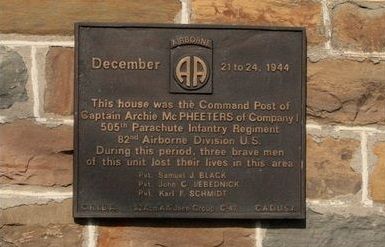 AIRBORNE
AA
December 21 to 24, 1944
This house was the Command Post of
Captain Archie McPHEETERS of Company I
505th Parachute Infantry Regiment
82nd Airborne Division U.S.
During this period, three brave men
of this unit lost their lives in this area
Pvt. Samuel J. BLACK
Pvt. John C. LEBEDNICK
Pvt. Karl F. SCHMIDT
C-47 CADUSA